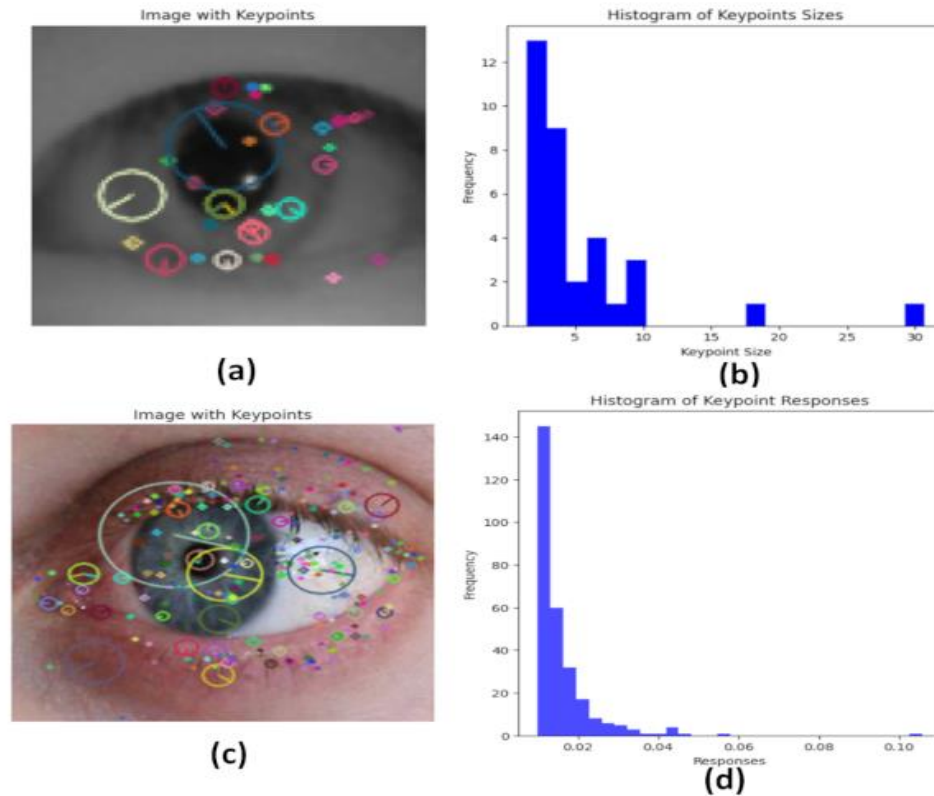 Image with Keypoints
Histogram of Keypoints Sizes
12
10
8
6
4
2
0
Frequency
5 10 15 20 25 30
Keypoint Size
(a)
(b)
Image with Keypoints
Histogram of Keypoint Responses
140
120
100
80
60
40
20
0
Frequency
0.02 0.04 0.06 0.08 0.10
Responses
(c)
(d)